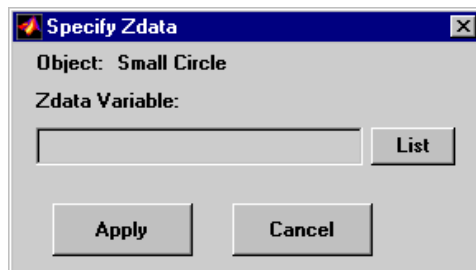 Specify Zdata
Object: Small Circle
Zdata Variable:
List
Apply Cancel